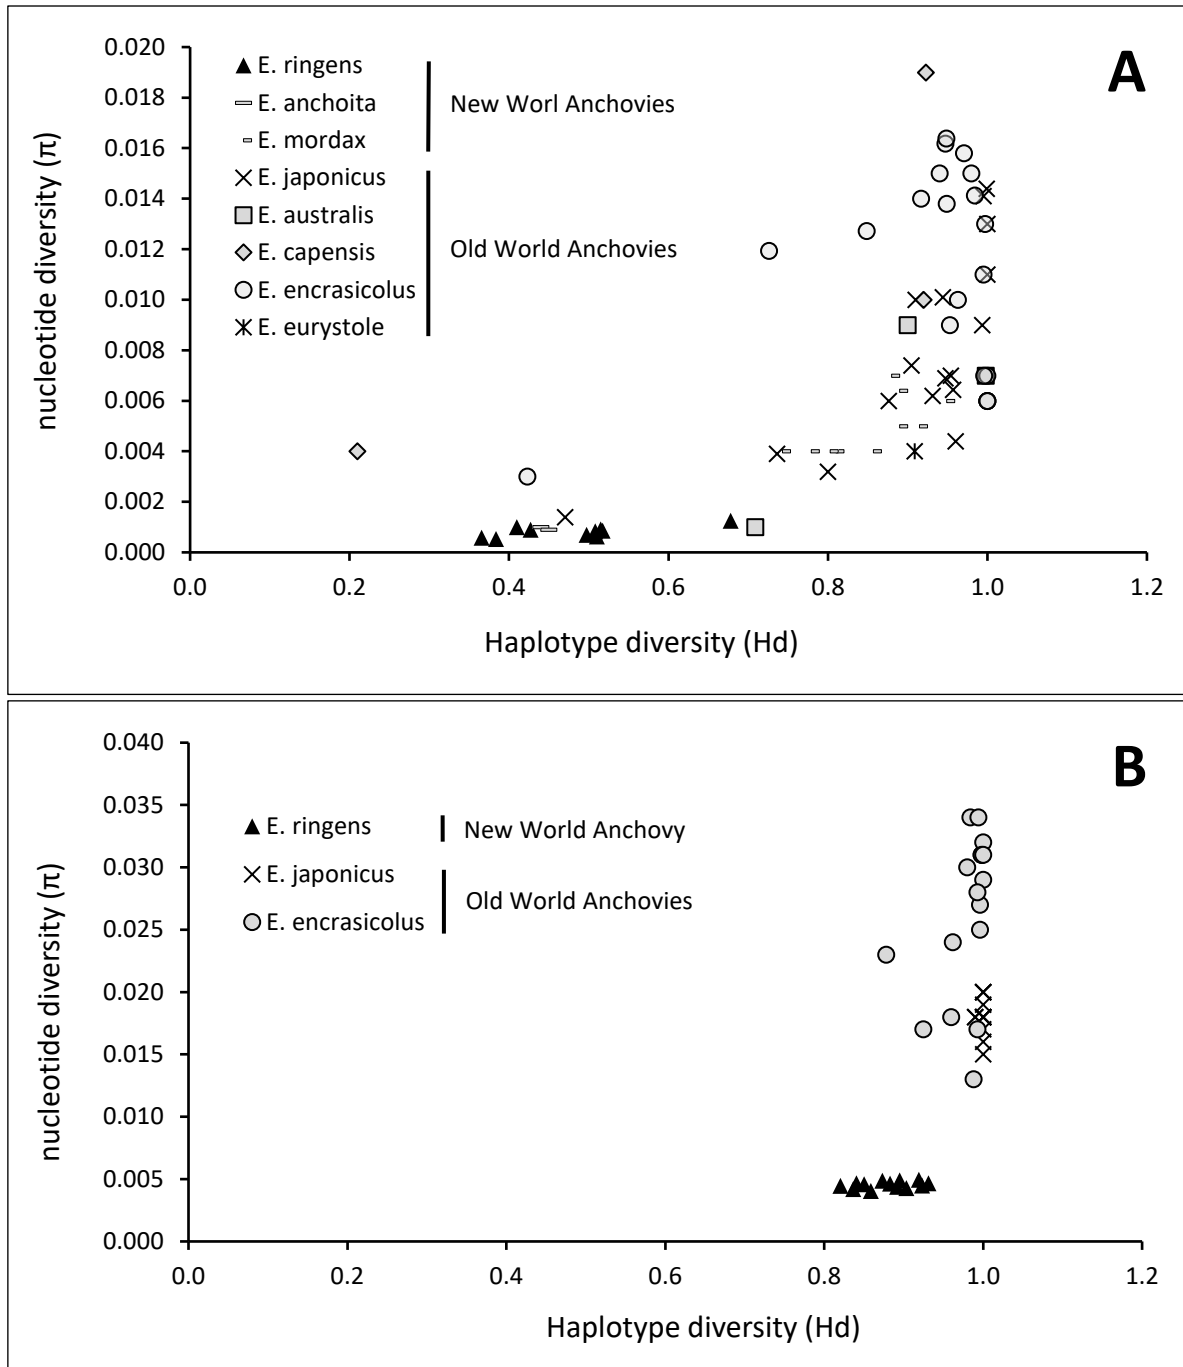 A
0.020
0.018
0.016
0.014
0.012
0.010
0.008
0.006
0.004
0.002
0.000
nucleotide diversity (π)
E. ringens
E. anchoita
E. mordax
New Worl Anchovies
E. japonicus
E. australis
E. capensis
E. encrasicolus
E. eurystole
Old World Anchovies
0.0 0.2 0.4 0.6 0.8 1.0 1.2
Haplotype diversity (Hd)
B
0.040
0.035
0.030
0.025
0.020
0.015
0.010
0.005
0.000
nucleotide diversity (π)
E. ringens
New World Anchovy
E. japonicus
E. encrasicolus
Old World Anchovies
0.0 0.2 0.4 0.6 0.8 1.0 1.2
Haplotype diversity (Hd)